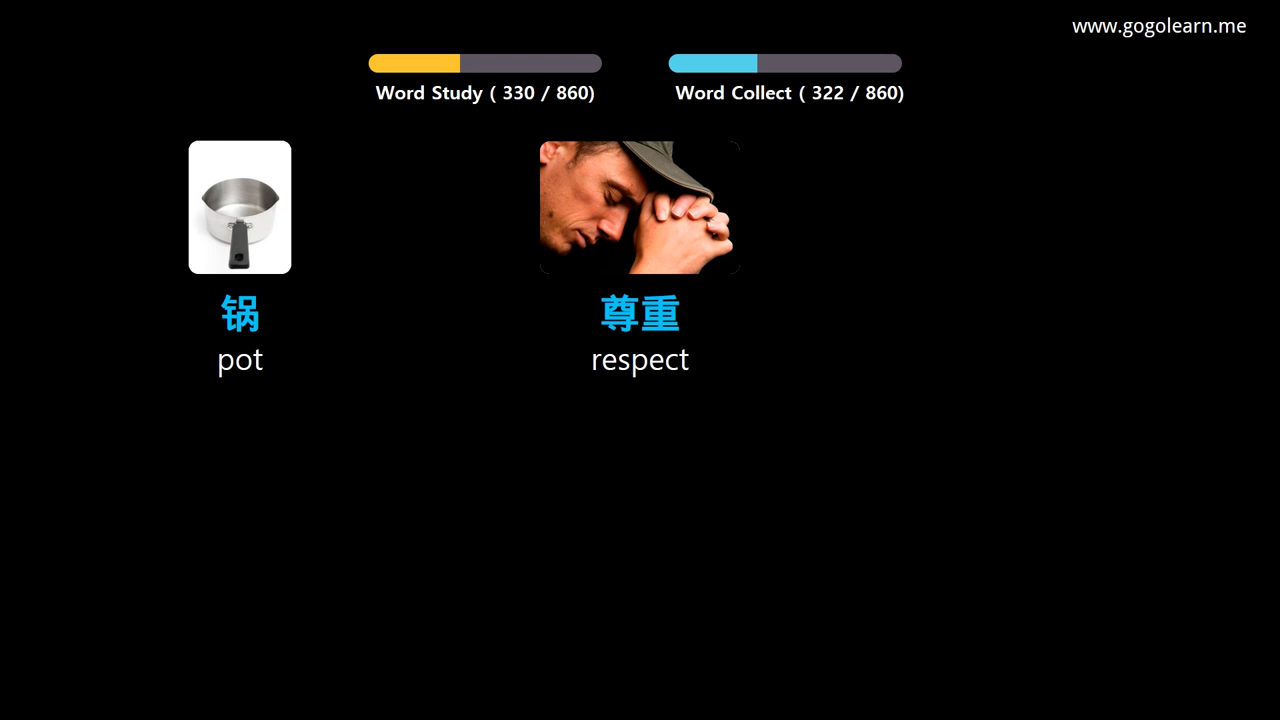 www.gogolearn.me
Word Study ( 330 / 860)
Word Collect ( 322 / 860)
锅
pot
尊重
respect